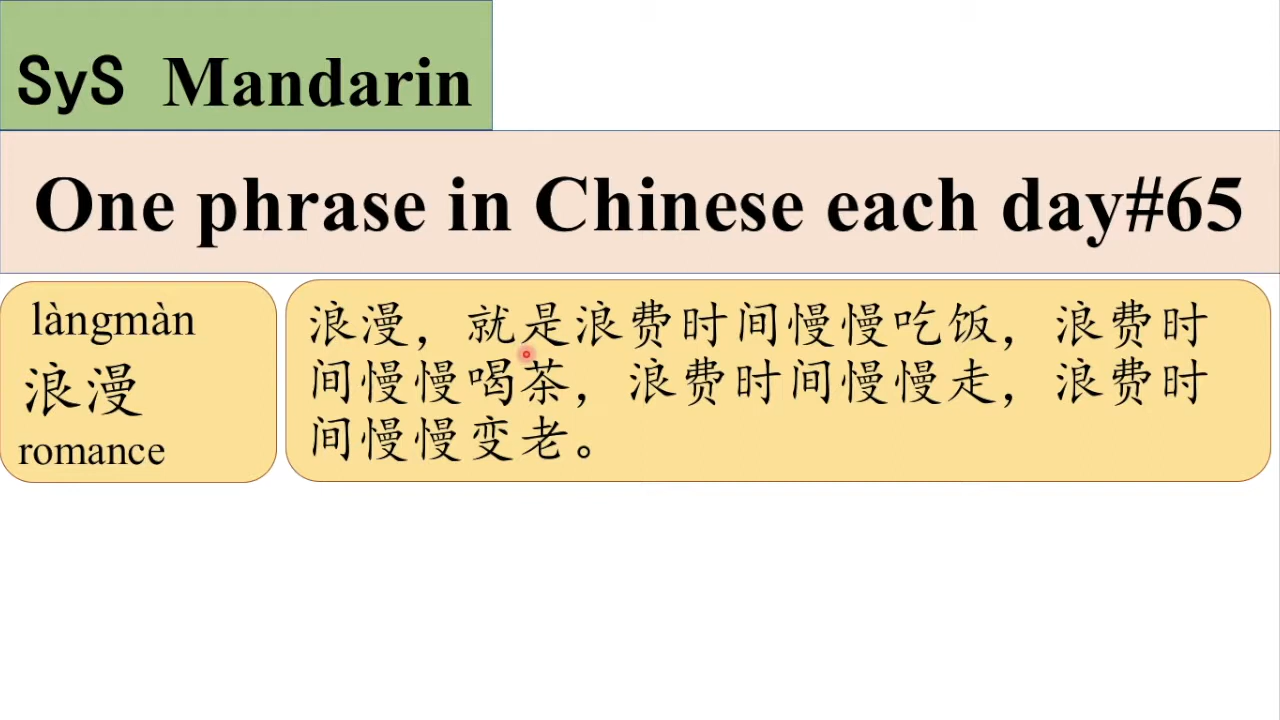 SyS Mandarin
One phrase in Chinese each day#65
làngmàn
浪漫
romance
浪漫，就是浪费时间慢慢吃饭，浪费时
间慢慢喝茶，浪费时间慢慢走，浪费时
间慢慢变老。